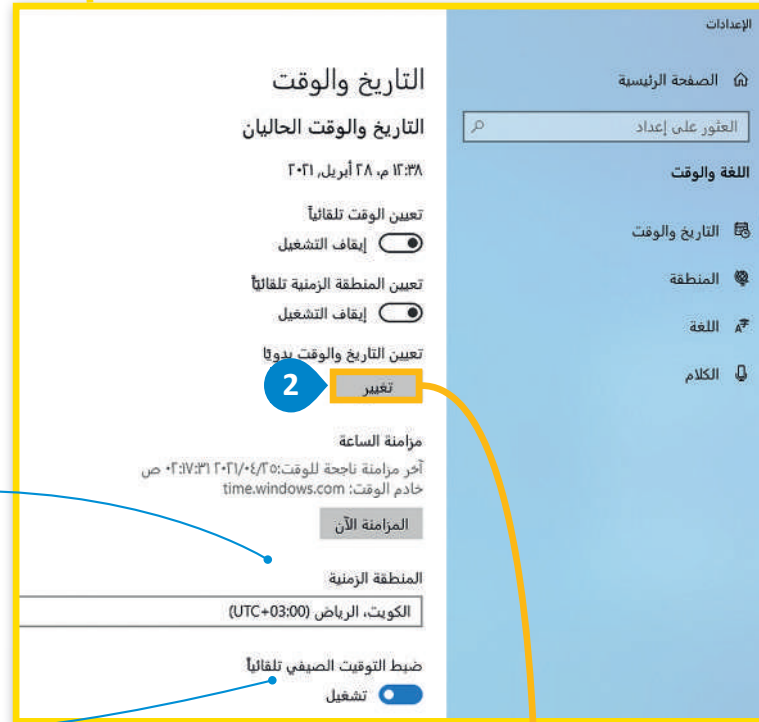 الإعدادات
الصفحة الرئيسية
العثور على إعداد
اللغة والوقت
التاريخ والوقت
المنطقة
اللغة
الكلام
التاريخ والوقت
التاريخ والوقت الحاليان
١٢:٣٨ م، ٢٨ أبريل, ٢٠٢١
تعيين الوقت تلقائياً
إيقاف التشغيل
تعيين المنطقة الزمنية تلقائيًا
إيقاف التشغيل
تعيين التاريخ والوقت يدويًا
2
تغيير
مزامنة الساعة
آخر مزامنة ناجحة للوقت:٢٠٢١/٠٤/٢٥ ٠٢:١٧:٣١ ص
خادم الوقت: time.windows.com
المزامنة الآن
المنطقة الزمنية
الكويت، الرياض (UTC+03:00)
ضبط التوقيت الصيفي تلقائياً
تشغيل